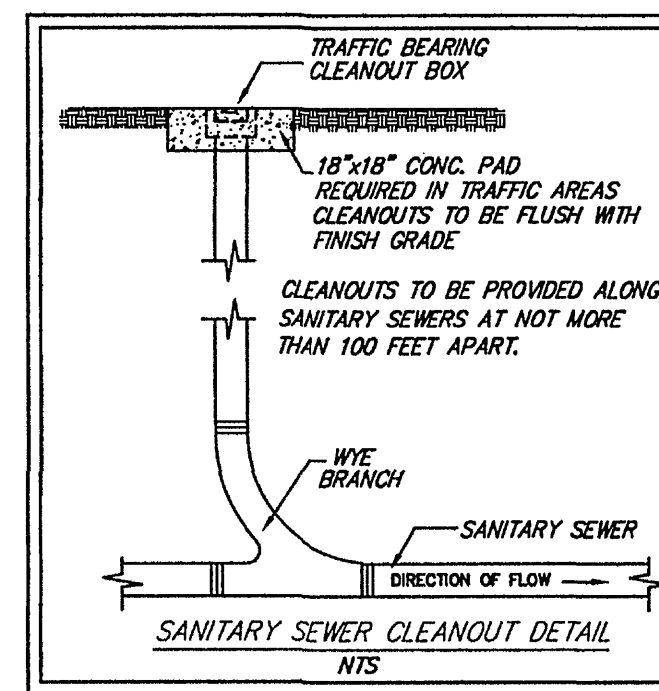 TRAFFIC BEARING
CLEANOUT BOX
18"x18" CONC. PAD
REQUIRED IN TRAFFIC AREAS
CLEANOUTS TO BE FLUSH WITH
FINISH GRADE
CLEANOUTS TO BE PROVIDED ALONG
SANITARY SEWERS AT NOT MORE
THAN 100 FEET APART.
WYE
BRANCH
SANITARY SEWER
DIRECTION OF FLOW
SANITARY SEWER CLEANOUT DETAIL
NTS